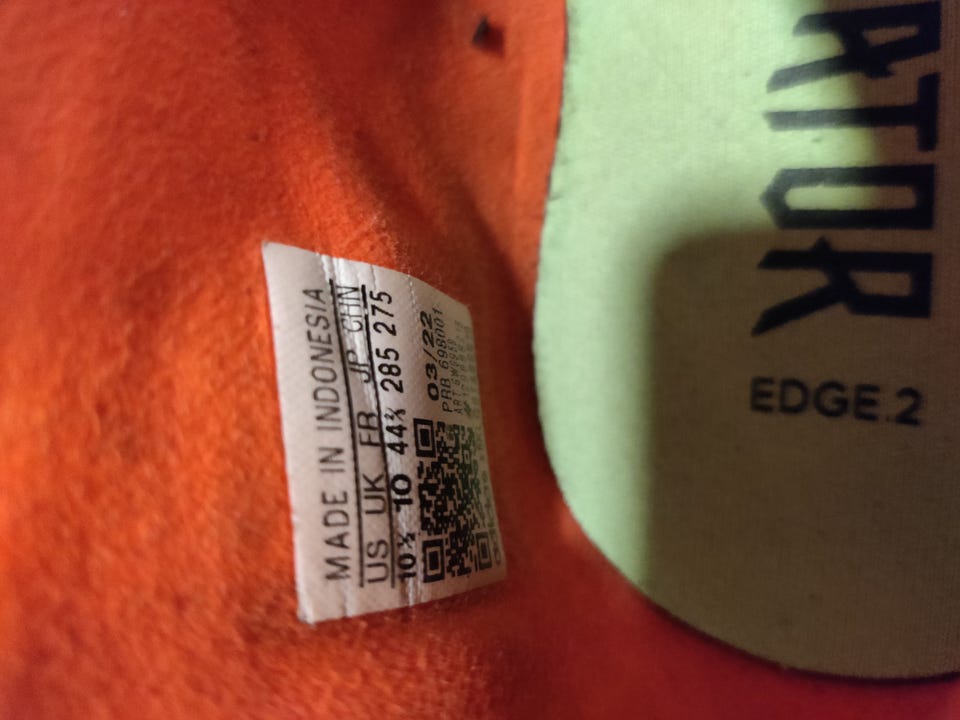 MADE IN INDONESIA
US UK FR JP CHN
10½ 10 44⅔ 285 275
03/22
PRB 698001
ATOR
EDGE.2